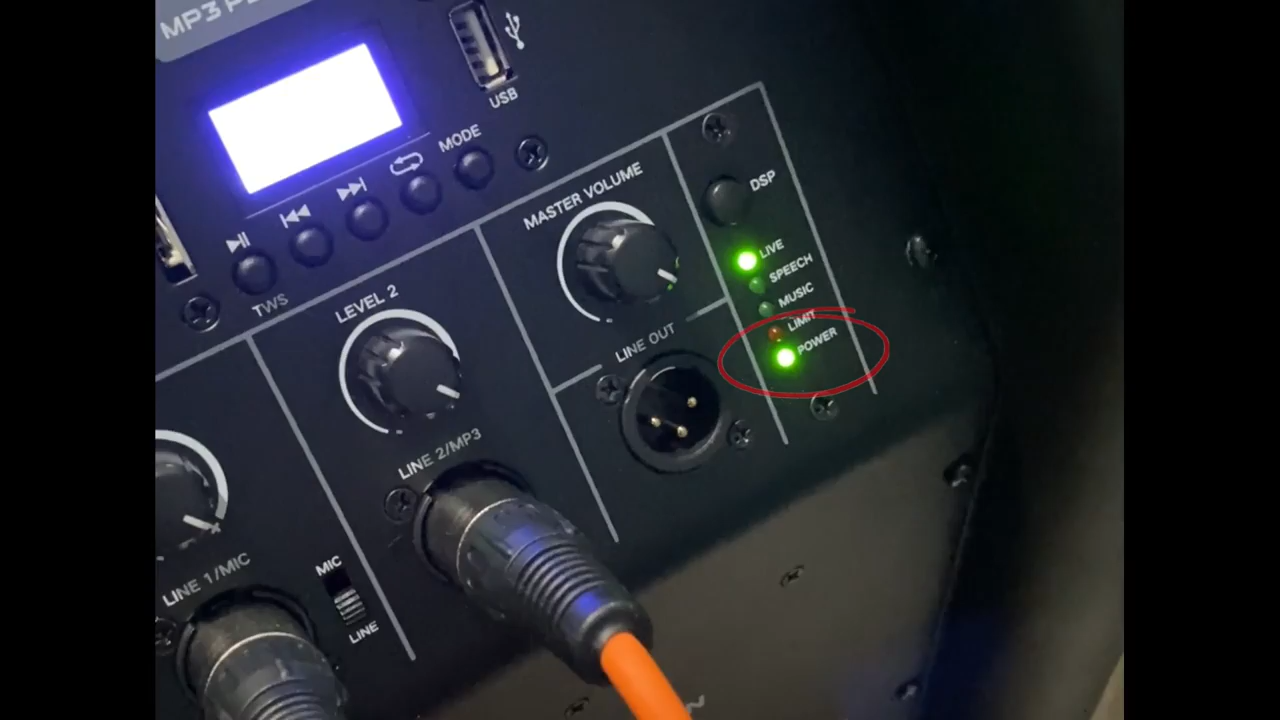 MP3
USB
MODE
TWS
MASTER VOLUME
DSP
LIVE
SPEECH
MUSIC
LIMIT
POWER
LEVEL 2
LINE OUT
LINE 2/MP3
LINE 1/MIC
MIC
LINE